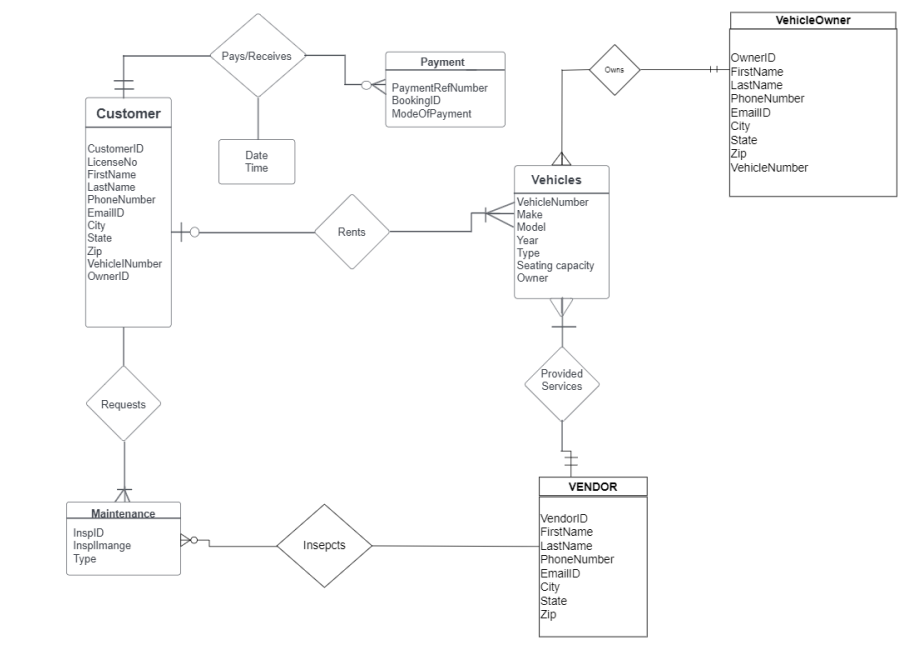 VehicleOwner
OwnerID
FirstName
LastName
PhoneNumber
EmailID
City
State
Zip
VehicleNumber
Pays/Receives
Payment
PaymentRefNumber
BookingID
ModeOfPayment
Owns
Customer
CustomerID
LicenseNo
FirstName
LastName
PhoneNumber
EmailID
City
State
Zip
VehicleINumber
OwnerID
Date
Time
Vehicles
VehicleNumber
Make
Model
Year
Type
Seating capacity
Owner
Rents
Provided
Services
Requests
VENDOR
VendorID
FirstName
LastName
PhoneNumber
EmailID
City
State
Zip
Maintenance
InspID
InspIImange
Type
Insepcts